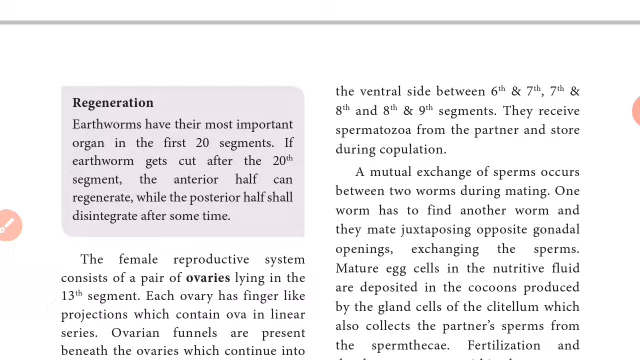 Regeneration
Earthworms have their most important
organ in the first 20 segments. If
earthworm gets cut after the 20th
segment, the anterior half can
regenerate, while the posterior half shall
disintegrate after some time.
The female reproductive system
consists of a pair of ovaries lying in the
13th segment. Each ovary has finger like
projections which contain ova in linear
series. Ovarian funnels are present
beneath the ovaries which continue into
the ventral side between 6th & 7th, 7th &
8th and 8th & 9th segments. They receive
spermatozoa from the partner and store
during copulation.
A mutual exchange of sperms occurs
between two worms during mating. One
worm has to find another worm and
they mate juxtaposing opposite gonadal
openings, exchanging the sperms.
Mature egg cells in the nutritive fluid
are deposited in the cocoons produced
by the gland cells of the clitellum which
also collects the partner's sperms from
the spermthecae. Fertilization and